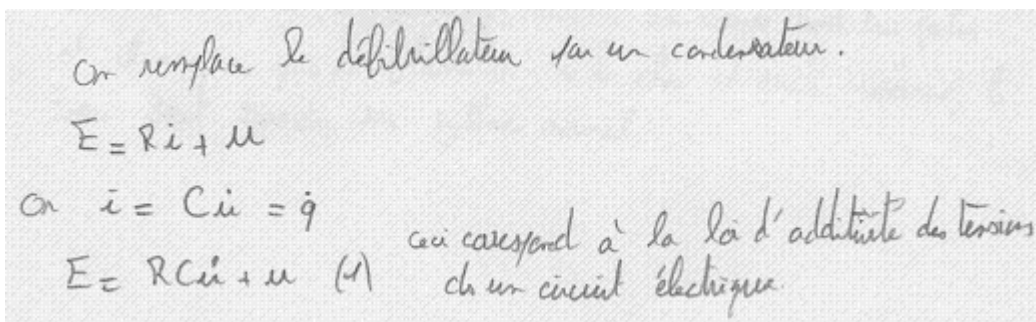 On remplace le défibrillateur par un condensateur.
E = Ri + u
or i = Cu̇ = q̇
E = RCu̇ + u (1) ceci correspond à la loi d'additivité des tensions
ds un circuit électrique.